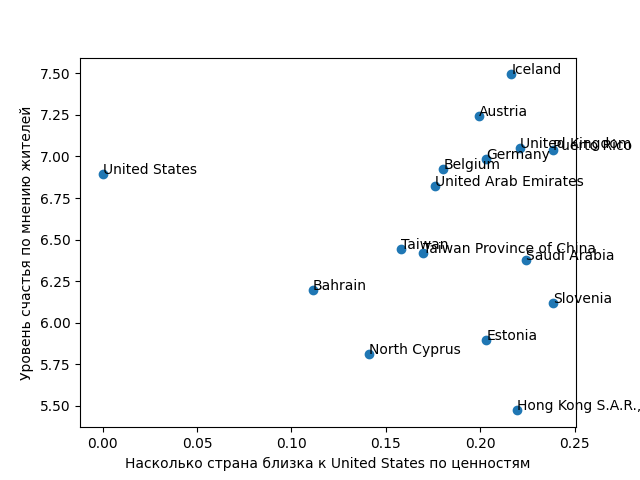 Уровень счастья по мнению жителей
7.50
7.25
7.00
6.75
6.50
6.25
6.00
5.75
5.50
Iceland
Austria
United Kingdom
Puerto Rico
Germany
Belgium
United States
United Arab Emirates
Taiwan
Taiwan Province of China
Saudi Arabia
Bahrain
Slovenia
Estonia
North Cyprus
Hong Kong S.A.R.,
0.00 0.05 0.10 0.15 0.20 0.25
Насколько страна близка к United States по ценностям